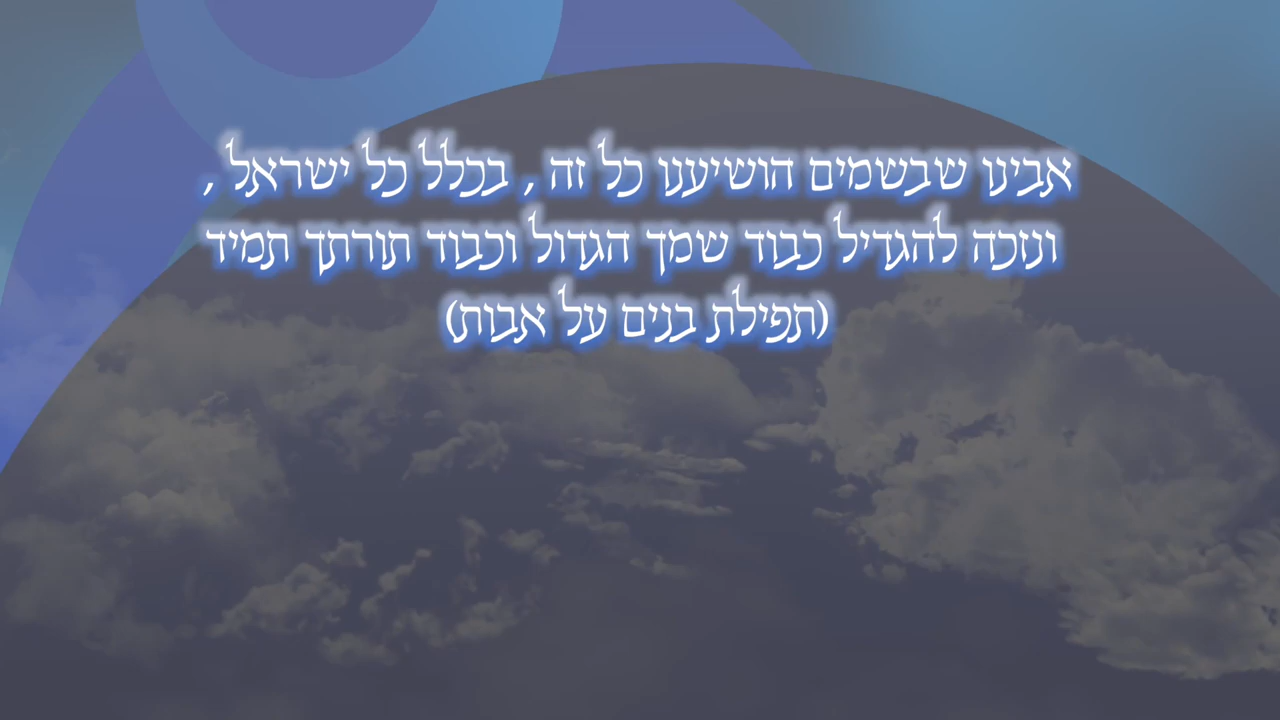 אבינו שבשמים הושיענו כל זה , בכלל כל ישראל ,
ונזכה להגדיל כבוד שמך הגדול וכבוד תורתך תמיד
(תפילת בנים על אבות)